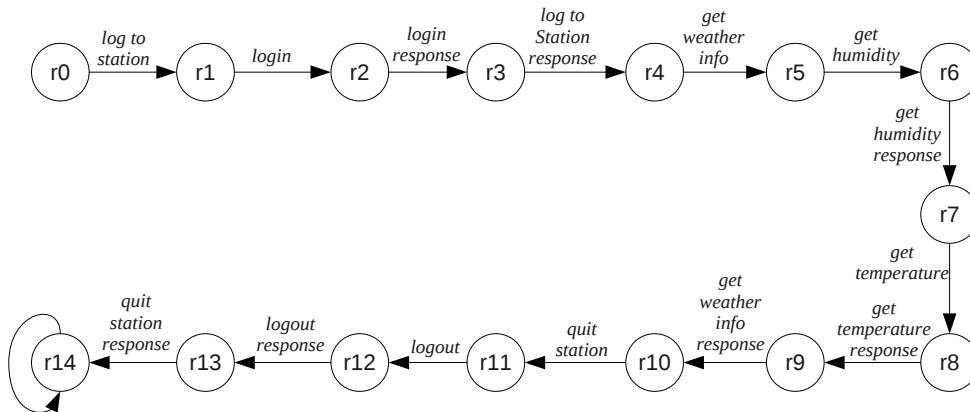 r0
log to
station
r1
login
r2
login
response
r3
log to
Station
response
r4
get
weather
info
r5
get
humidity
r6
get
humidity
response
r7
get
temperature
r8
get
temperature
response
r9
get
weather
info
response
r10
quit
station
r11
logout
r12
logout
response
r13
quit
station
response
r14